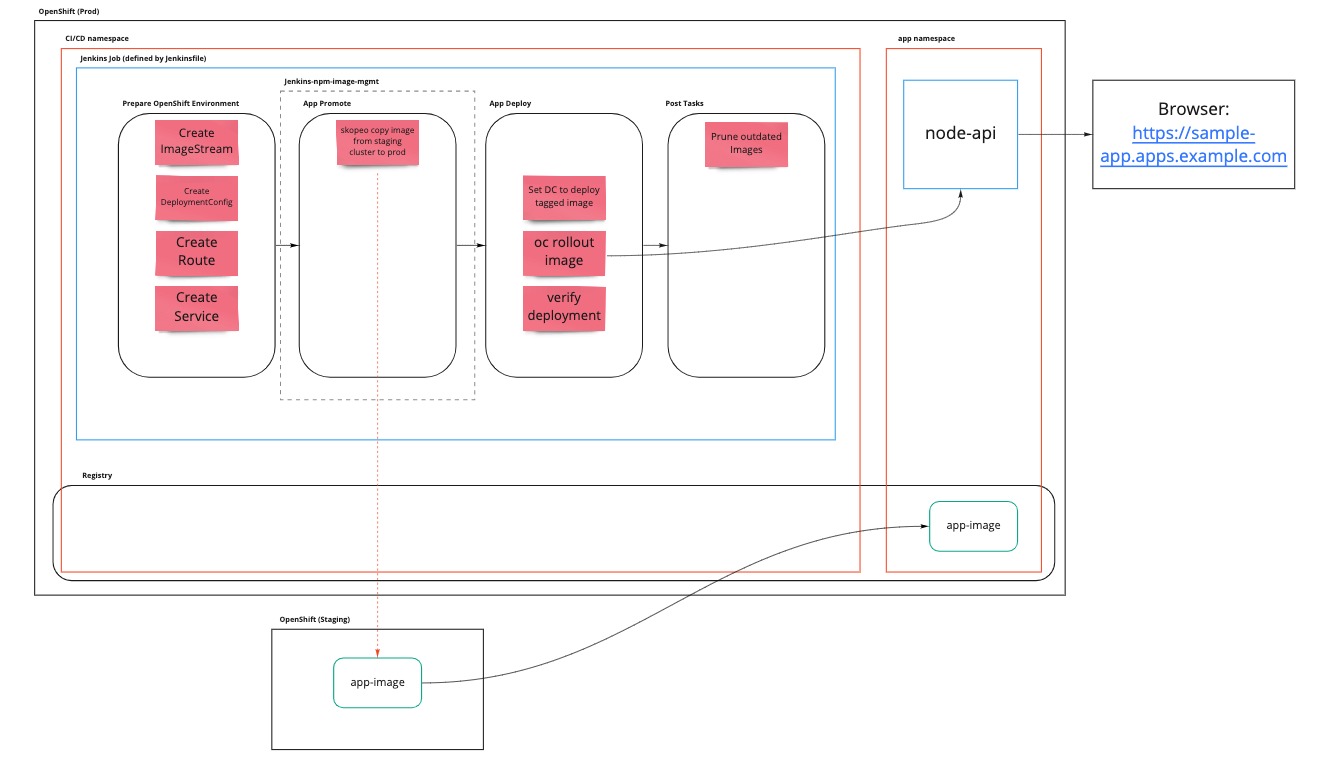 OpenShift (Prod)
CI/CD namespace
app namespace
Jenkins Job (defined by Jenkinsfile)
Jenkins-npm-image-mgmt
Prepare OpenShift Environment
App Promote
App Deploy
Post Tasks
Create
ImageStream
Create
DeploymentConfig
Create
Route
Create
Service
skopeo copy image
from staging
cluster to prod
Set DC to deploy
tagged image
oc rollout
image
verify
deployment
Prune outdated
Images
node-api
Browser:
https://sample-
app.apps.example.com
Registry
app-image
OpenShift (Staging)
app-image